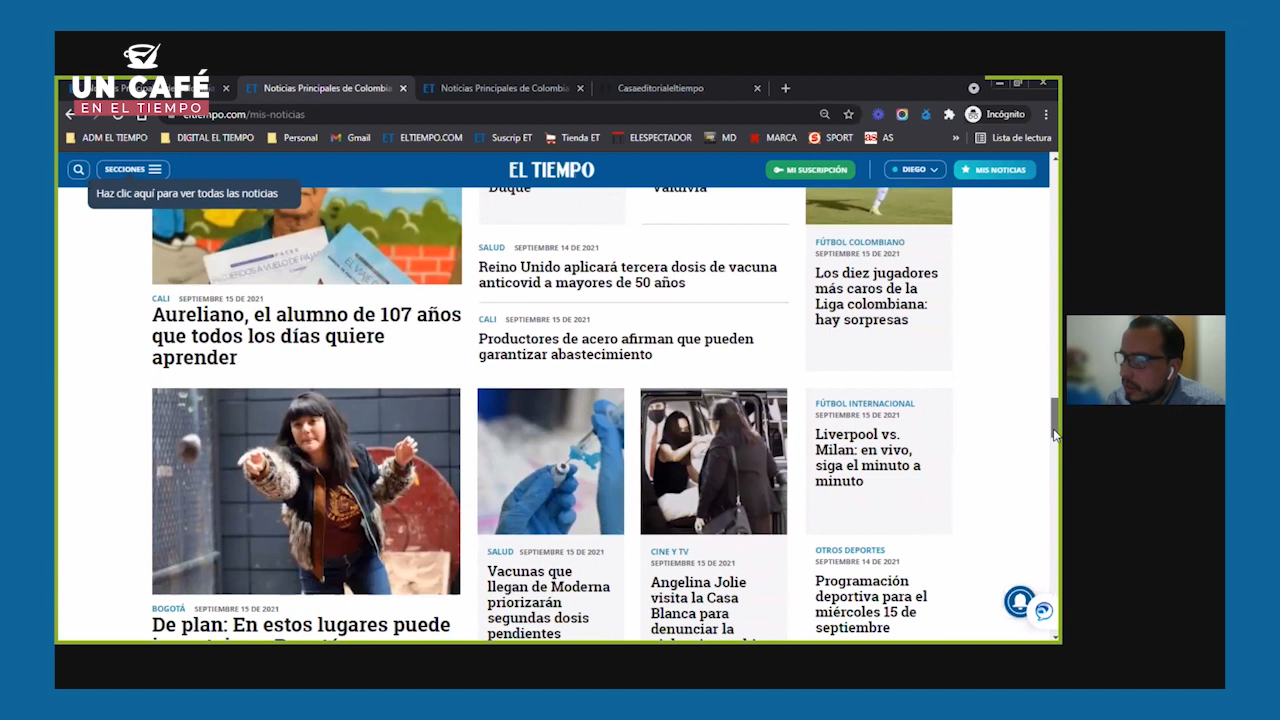 UN CAFÉ
EN EL TIEMPO
Noticias Principales de Colombia
Noticias Principales de Colombia
Casaeditorialeltiempo
eltiempo.com/mis-noticias
Incógnito
ADM EL TIEMPO
DIGITAL EL TIEMPO
Personal
Gmail
ELTIEMPO.COM
Suscrip ET
Tienda ET
ELESPECTADOR
MD
MARCA
SPORT
AS
»
Lista de lectura
SECCIONES
EL TIEMPO
MI SUSCRIPCIÓN
DIEGO
MIS NOTICIAS
Haz clic aquí para ver todas las noticias
Duque
Valdivia
CALI SEPTIEMBRE 15 DE 2021
Aureliano, el alumno de 107 años
que todos los días quiere
aprender
SALUD SEPTIEMBRE 14 DE 2021
Reino Unido aplicará tercera dosis de vacuna
anticovid a mayores de 50 años
CALI SEPTIEMBRE 15 DE 2021
Productores de acero afirman que pueden
garantizar abastecimiento
FÚTBOL COLOMBIANO
SEPTIEMBRE 15 DE 2021
Los diez jugadores
más caros de la
Liga colombiana:
hay sorpresas
BOGOTÁ SEPTIEMBRE 15 DE 2021
De plan: En estos lugares puede
SALUD SEPTIEMBRE 15 DE 2021
Vacunas que
llegan de Moderna
priorizarán
segundas dosis
pendientes
CINE Y TV
SEPTIEMBRE 15 DE 2021
Angelina Jolie
visita la Casa
Blanca para
denunciar la
FÚTBOL INTERNACIONAL
SEPTIEMBRE 15 DE 2021
Liverpool vs.
Milan: en vivo,
siga el minuto a
minuto
OTROS DEPORTES
SEPTIEMBRE 14 DE 2021
Programación
deportiva para el
miércoles 15 de
septiembre